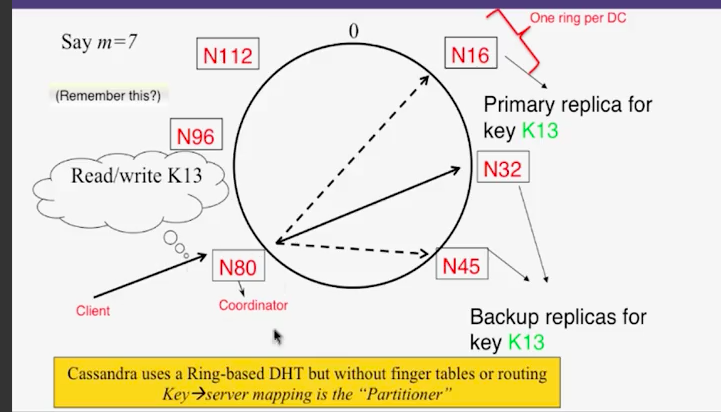 One ring per DC
Say m=7
0
N112
N16
(Remember this?)
Primary replica for
key K13
N96
N32
Read/write K13
N80
N45
Client
Coordinator
Backup replicas for
key K13
Cassandra uses a Ring-based DHT but without finger tables or routing
Key→server mapping is the “Partitioner”